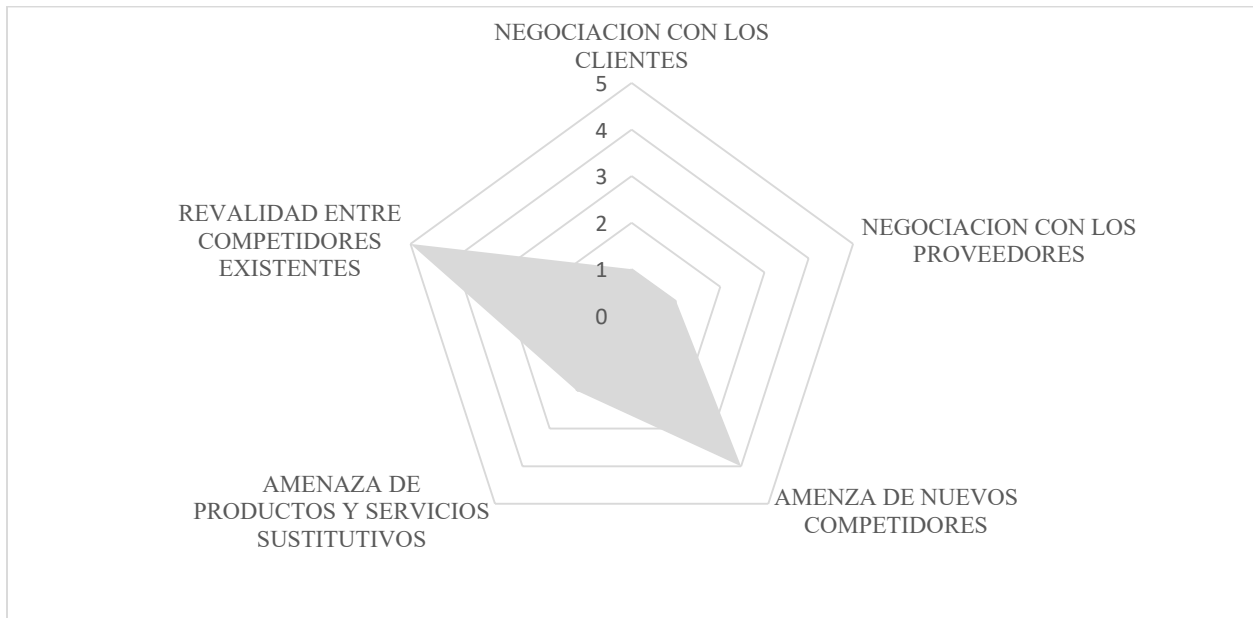 NEGOCIACION CON LOS
CLIENTES
5
4
3
2
1
0
NEGOCIACION CON LOS
PROVEEDORES
AMENZA DE NUEVOS
COMPETIDORES
AMENAZA DE
PRODUCTOS Y SERVICIOS
SUSTITUTIVOS
REVALIDAD ENTRE
COMPETIDORES
EXISTENTES